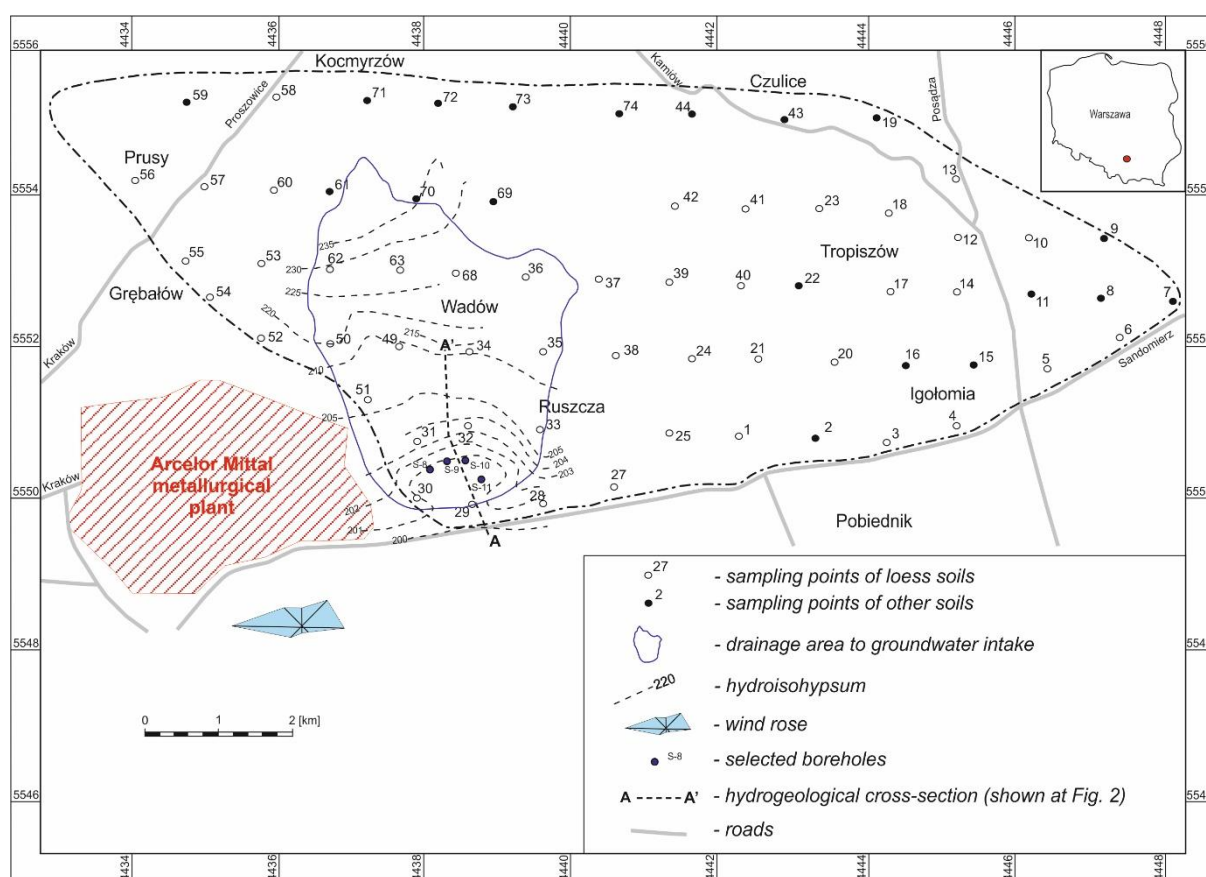 4434 4436 4438 4440 4442 4444 4446 4448
5556 5556
Kocmyrzów
Kamiów
Czulice
Posądza
Proszowice
Warszawa
59 58 71 72 73 74 44 43 19
Prusy
56 57 60 61 70 69 42 41 23 18 13
235
55 53 62 63 68 36 37 39 40 22 17 14 12 10 9
Tropiszów
230
Grębałów
54
225
Wadów
11 8 7
220
52 50 49 215 34 35 38 24 21 20 16 15 5 6
A'
Sandomierz
5552
Kraków
210
51
Igołomia
205
Ruszcza
31 32 33 25 1 2 3 4
S-8 S-9 S-10
S-11
205
204
203
Arcelor Mittal
metallurgical
plant
Kraków
5550
30 29 28 27
202
201
200
A
Pobiednik
27
- sampling points of loess soils
2
- sampling points of other soils
- drainage area to groundwater intake
220
- hydroisohypsum
- wind rose
S-8
- selected boreholes
A A' - hydrogeological cross-section (shown at Fig. 2)
- roads
5554
5548
0 1 2 [km]
5546
4434 4436 4438 4440 4442 4444 4446 4448